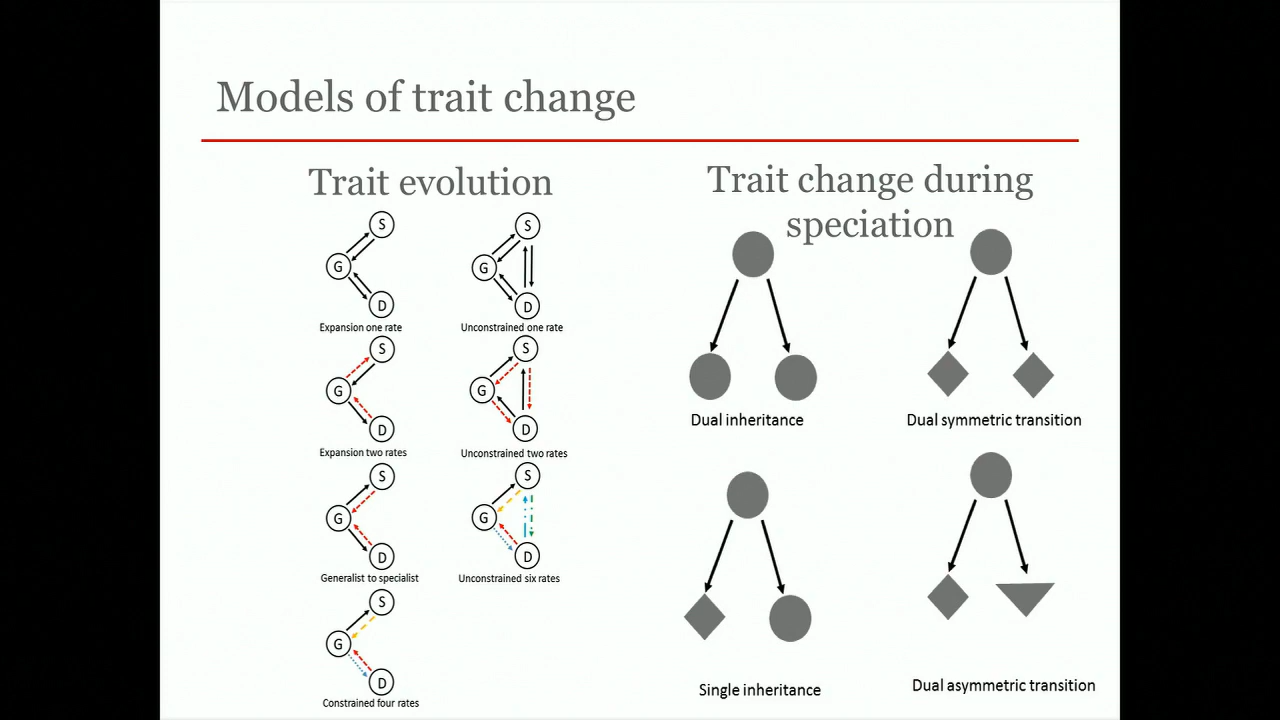 Models of trait change
Trait evolution
S
G
D
Expansion one rate
S
G
D
Unconstrained one rate
S
G
D
Expansion two rates
S
G
D
Unconstrained two rates
S
G
D
Generalist to specialist
S
G
D
Unconstrained six rates
S
G
D
Constrained four rates
Trait change during
speciation
Dual inheritance
Dual symmetric transition
Single inheritance
Dual asymmetric transition